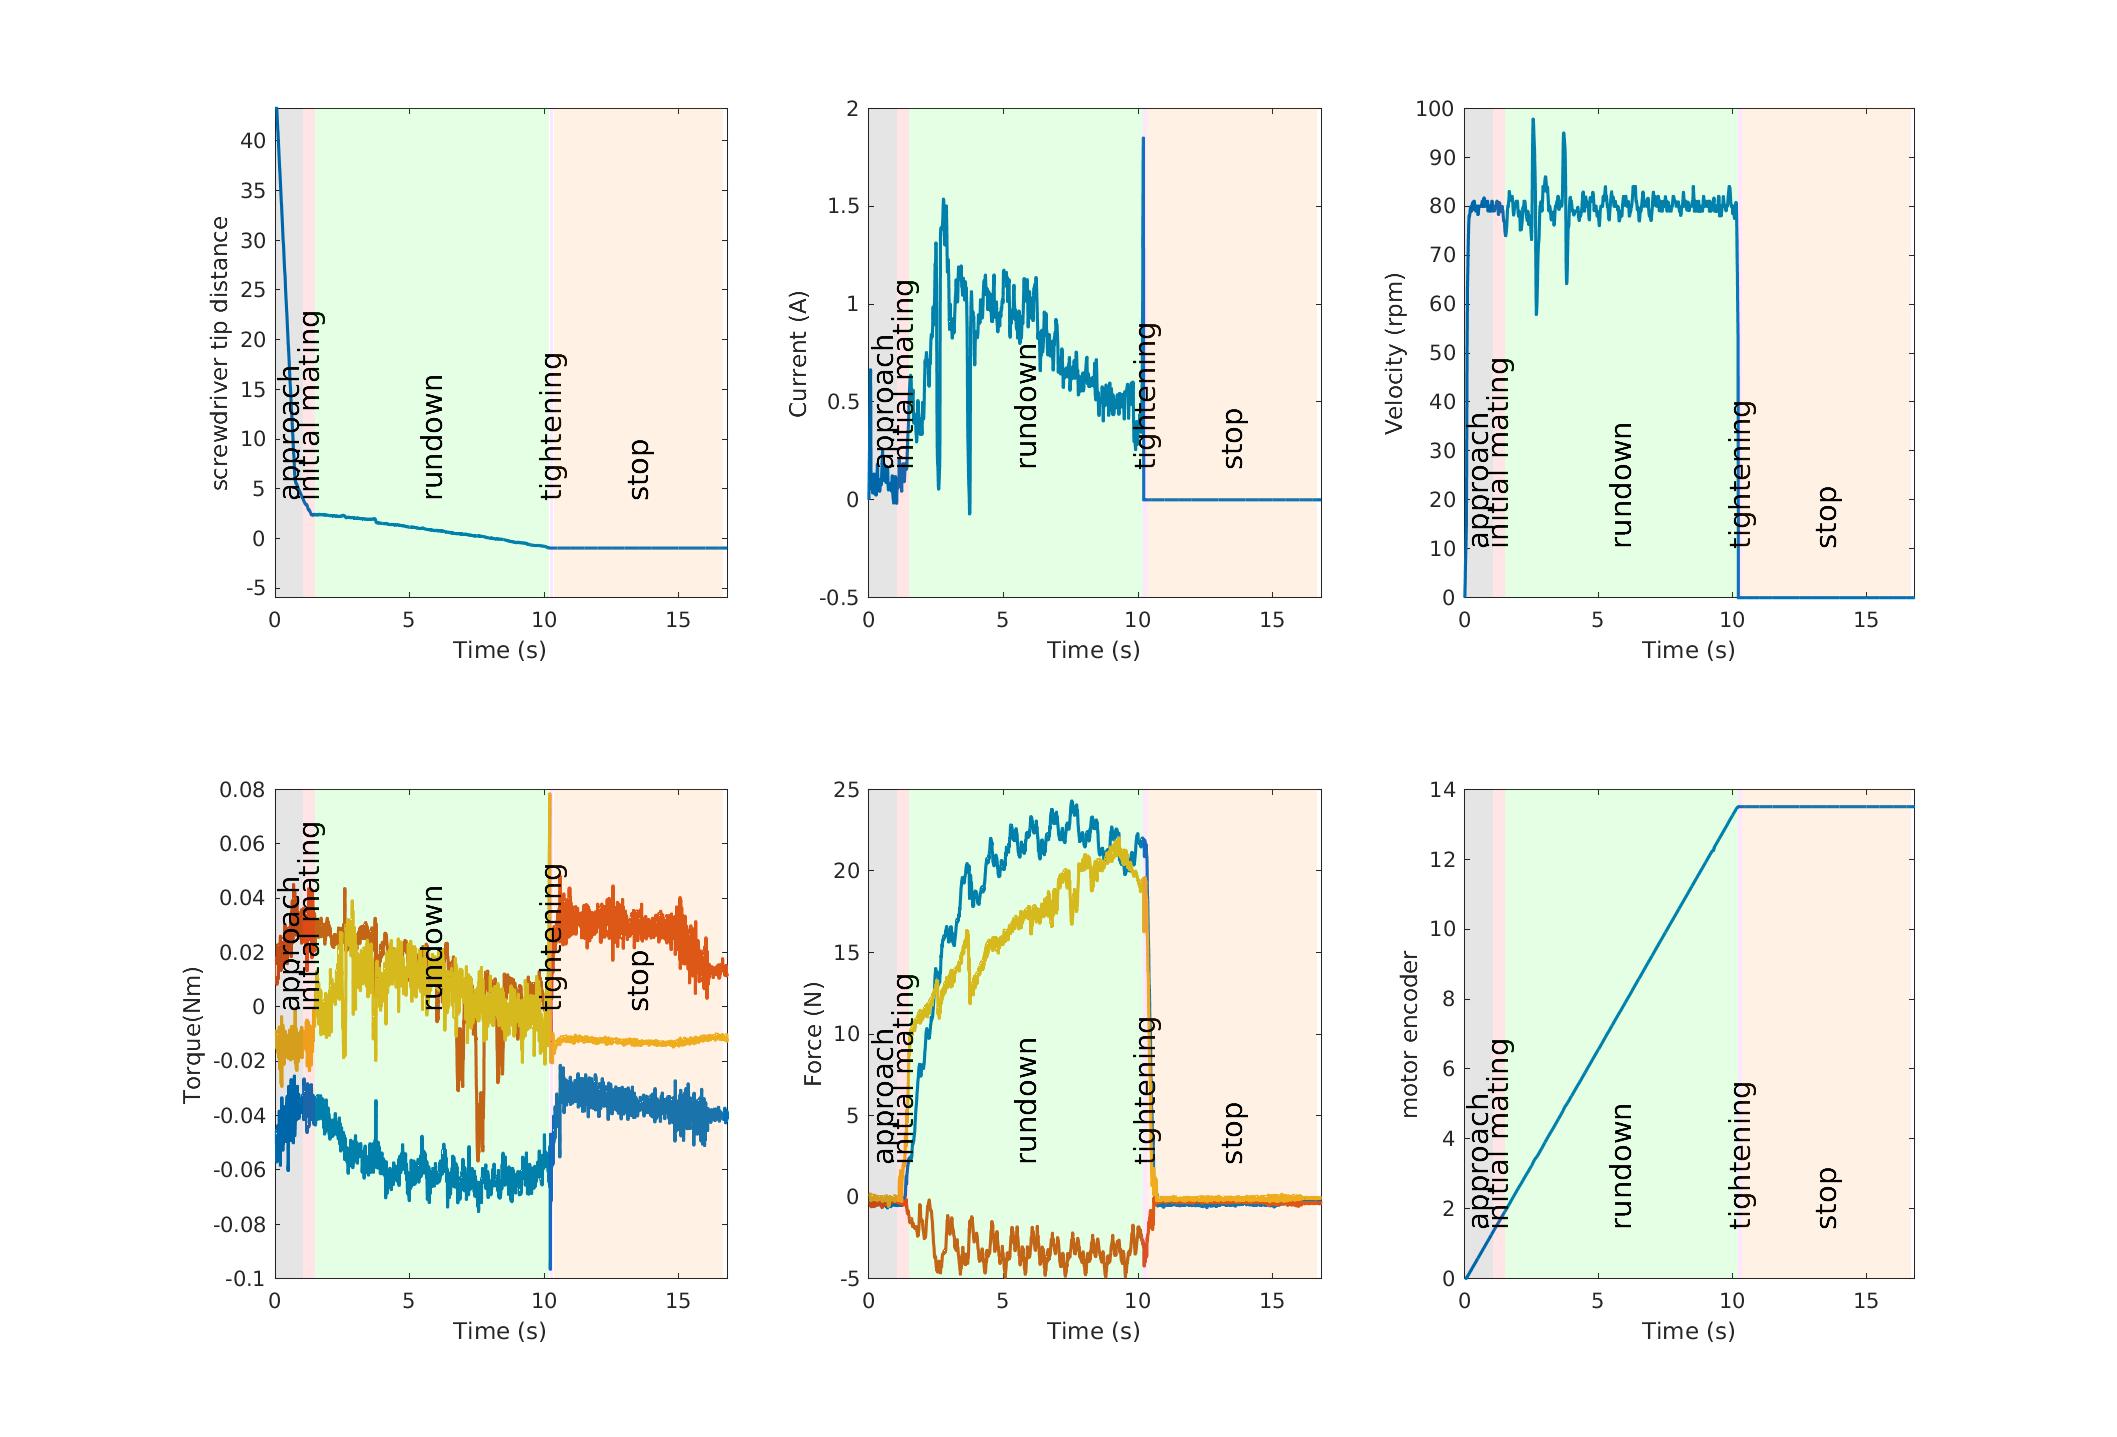 screwdriver tip distance
40
35
30
25
20
15
10
5
0
-5
approach
initial mating
rundown
tightening
stop
0 5 10 15
Time (s)
Current (A)
2
1.5
1
0.5
0
-0.5
approach
initial mating
rundown
tightening
stop
0 5 10 15
Time (s)
Velocity (rpm)
100
90
80
70
60
50
40
30
20
10
0
approach
initial mating
rundown
tightening
stop
0 5 10 15
Time (s)
Torque(Nm)
0.08
0.06
0.04
0.02
0
-0.02
-0.04
-0.06
-0.08
-0.1
approach
initial mating
rundown
tightening
stop
0 5 10 15
Time (s)
Force (N)
25
20
15
10
5
0
-5
approach
initial mating
rundown
tightening
stop
0 5 10 15
Time (s)
motor encoder
14
12
10
8
6
4
2
0
approach
initial mating
rundown
tightening
stop
0 5 10 15
Time (s)